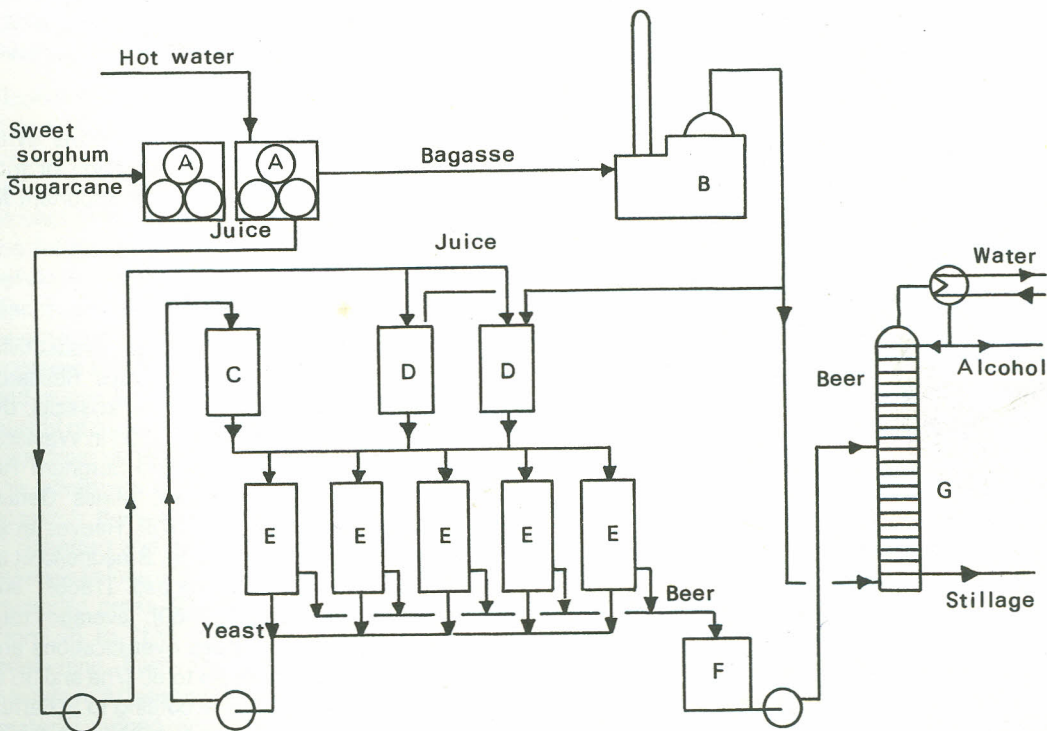 Hot water
Sweet
sorghum
Sugarcane
A
A
Bagasse
B
Juice
Juice
Water
C
D
D
Beer
Alcohol
E
E
E
E
E
G
Beer
Stillage
Yeast
F